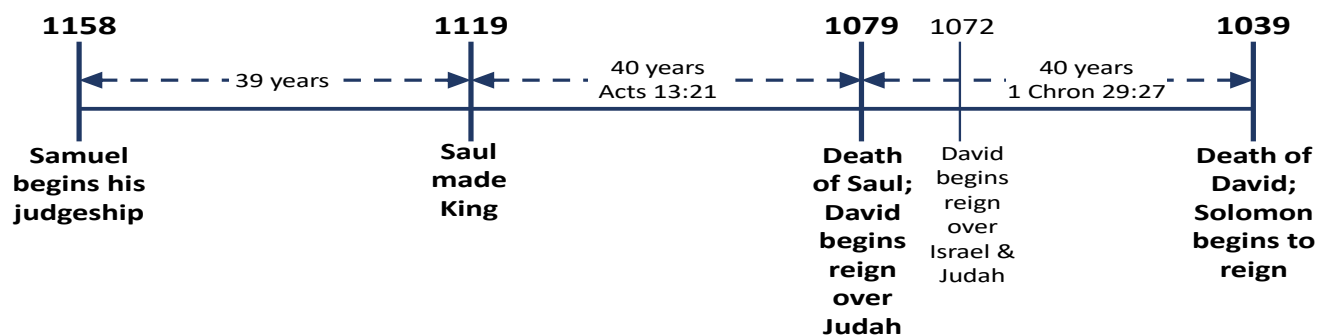 1158
1119
1079
1072
1039
39 years
40 years
Acts 13:21
40 years
1 Chron 29:27
Samuel
begins his
judgeship
Saul
made
King
Death
of Saul;
David
begins
reign
over
Judah
David
begins
reign
over
Israel &
Judah
Death of
David;
Solomon
begins to
reign